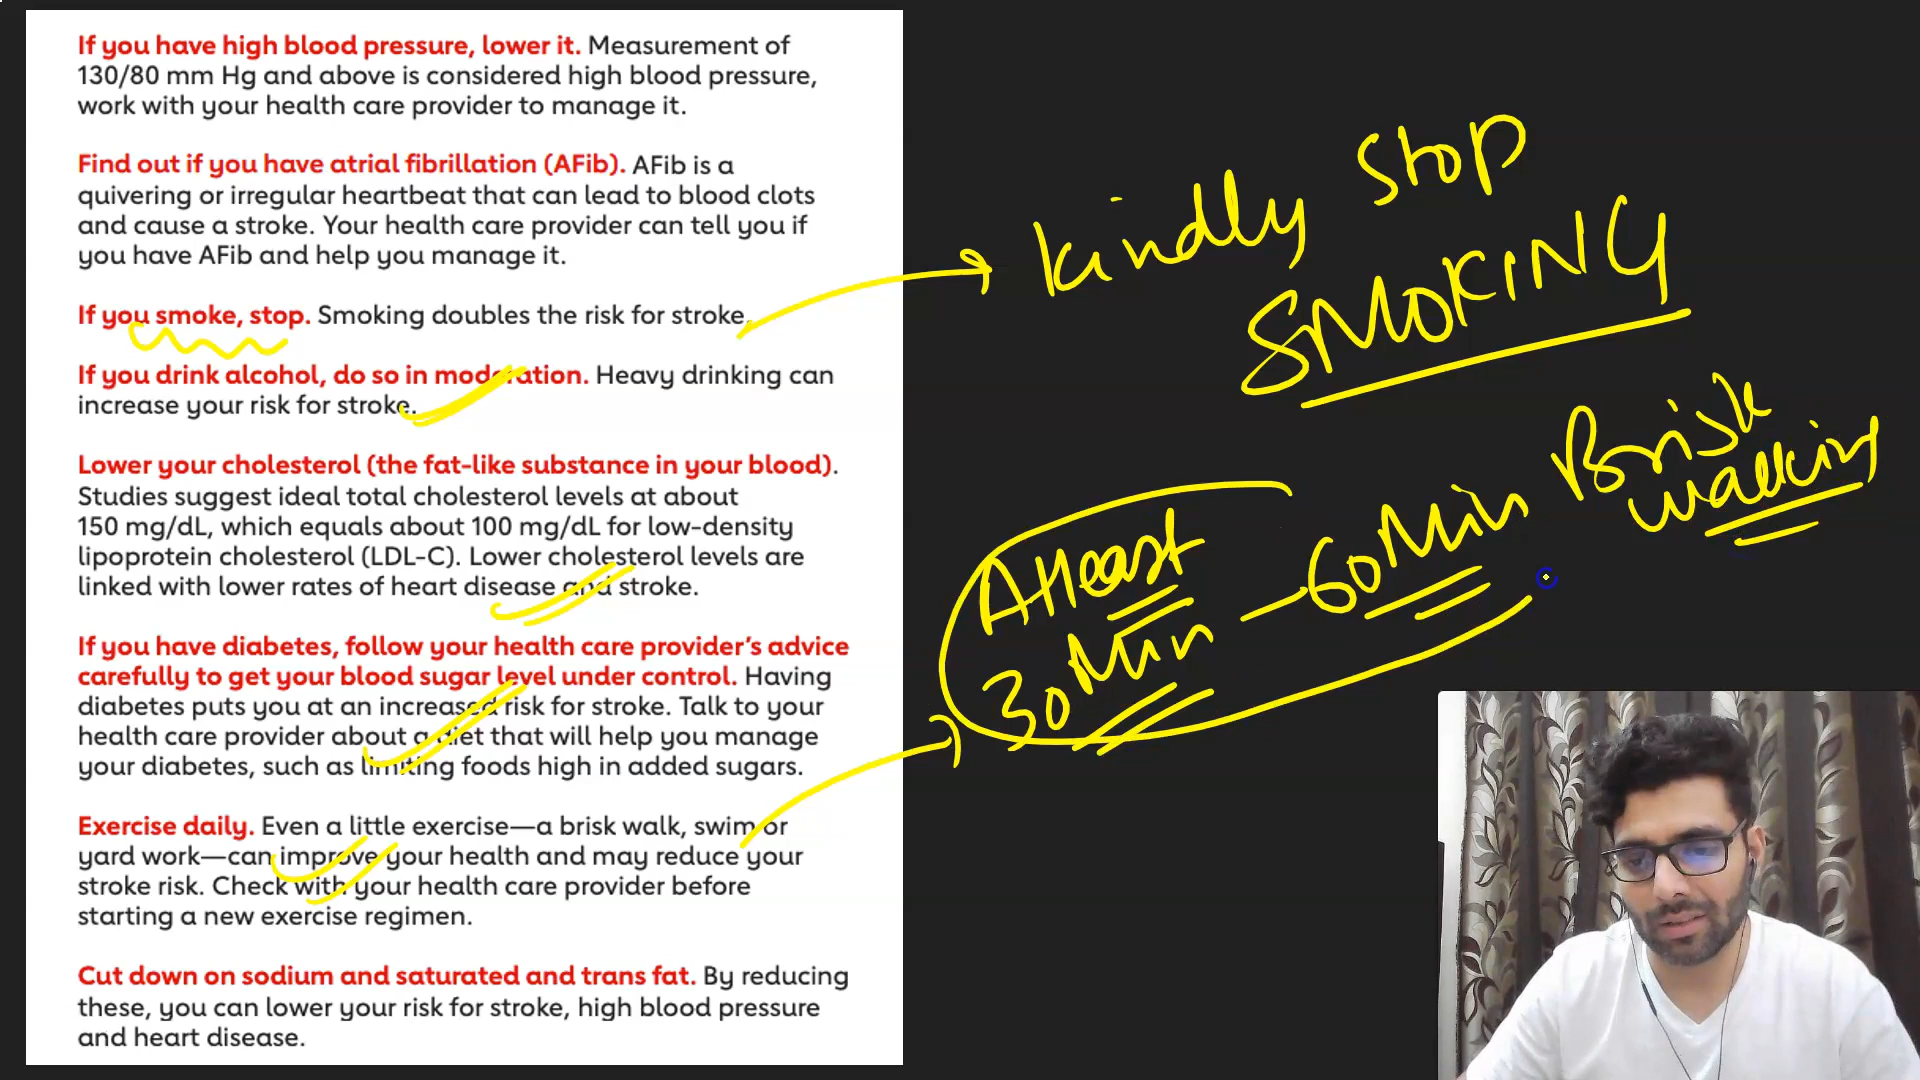 If you have high blood pressure, lower it. Measurement of
130/80 mm Hg and above is considered high blood pressure,
work with your health care provider to manage it.
Find out if you have atrial fibrillation (AFib). AFib is a
quivering or irregular heartbeat that can lead to blood clots
and cause a stroke. Your health care provider can tell you if
you have AFib and help you manage it.
If you smoke, stop. Smoking doubles the risk for stroke.
If you drink alcohol, do so in moderation. Heavy drinking can
increase your risk for stroke.
Lower your cholesterol (the fat-like substance in your blood).
Studies suggest ideal total cholesterol levels at about
150 mg/dL, which equals about 100 mg/dL for low-density
lipoprotein cholesterol (LDL-C). Lower cholesterol levels are
linked with lower rates of heart disease and stroke.
If you have diabetes, follow your health care provider's advice
carefully to get your blood sugar level under control. Having
diabetes puts you at an increased risk for stroke. Talk to your
health care provider about a diet that will help you manage
your diabetes, such as limiting foods high in added sugars.
Exercise daily. Even a little exercise—a brisk walk, swim or
yard work—can improve your health and may reduce your
stroke risk. Check with your health care provider before
starting a new exercise regimen.
Cut down on sodium and saturated and trans fat. By reducing
these, you can lower your risk for stroke, high blood pressure
and heart disease.
kindly stop
SMOKING
Atleast
30 Min – 60 Min Brisk
walking